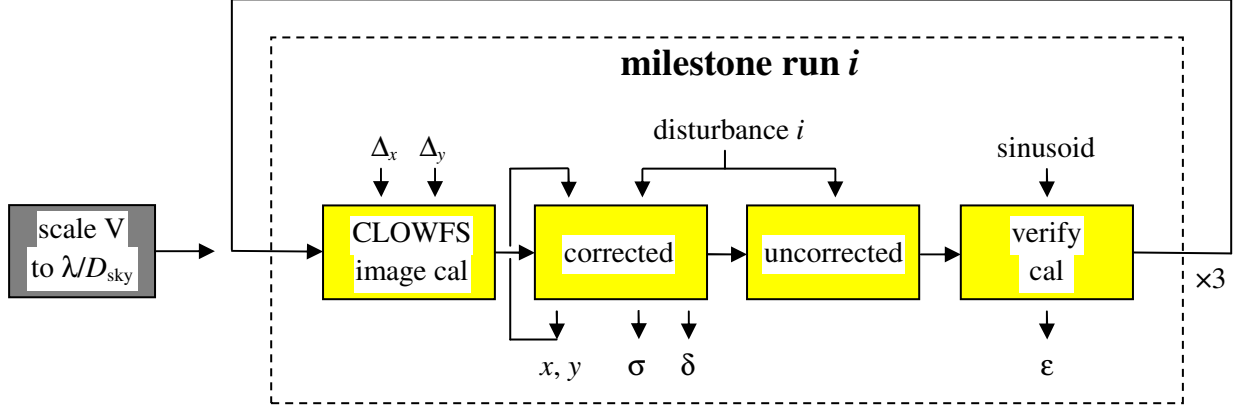 milestone run i
disturbance i
sinusoid
Δx Δy
scale V
to λ/Dsky
CLOWFS
image cal
corrected
uncorrected
verify
cal
×3
x, y
σ
δ
ε